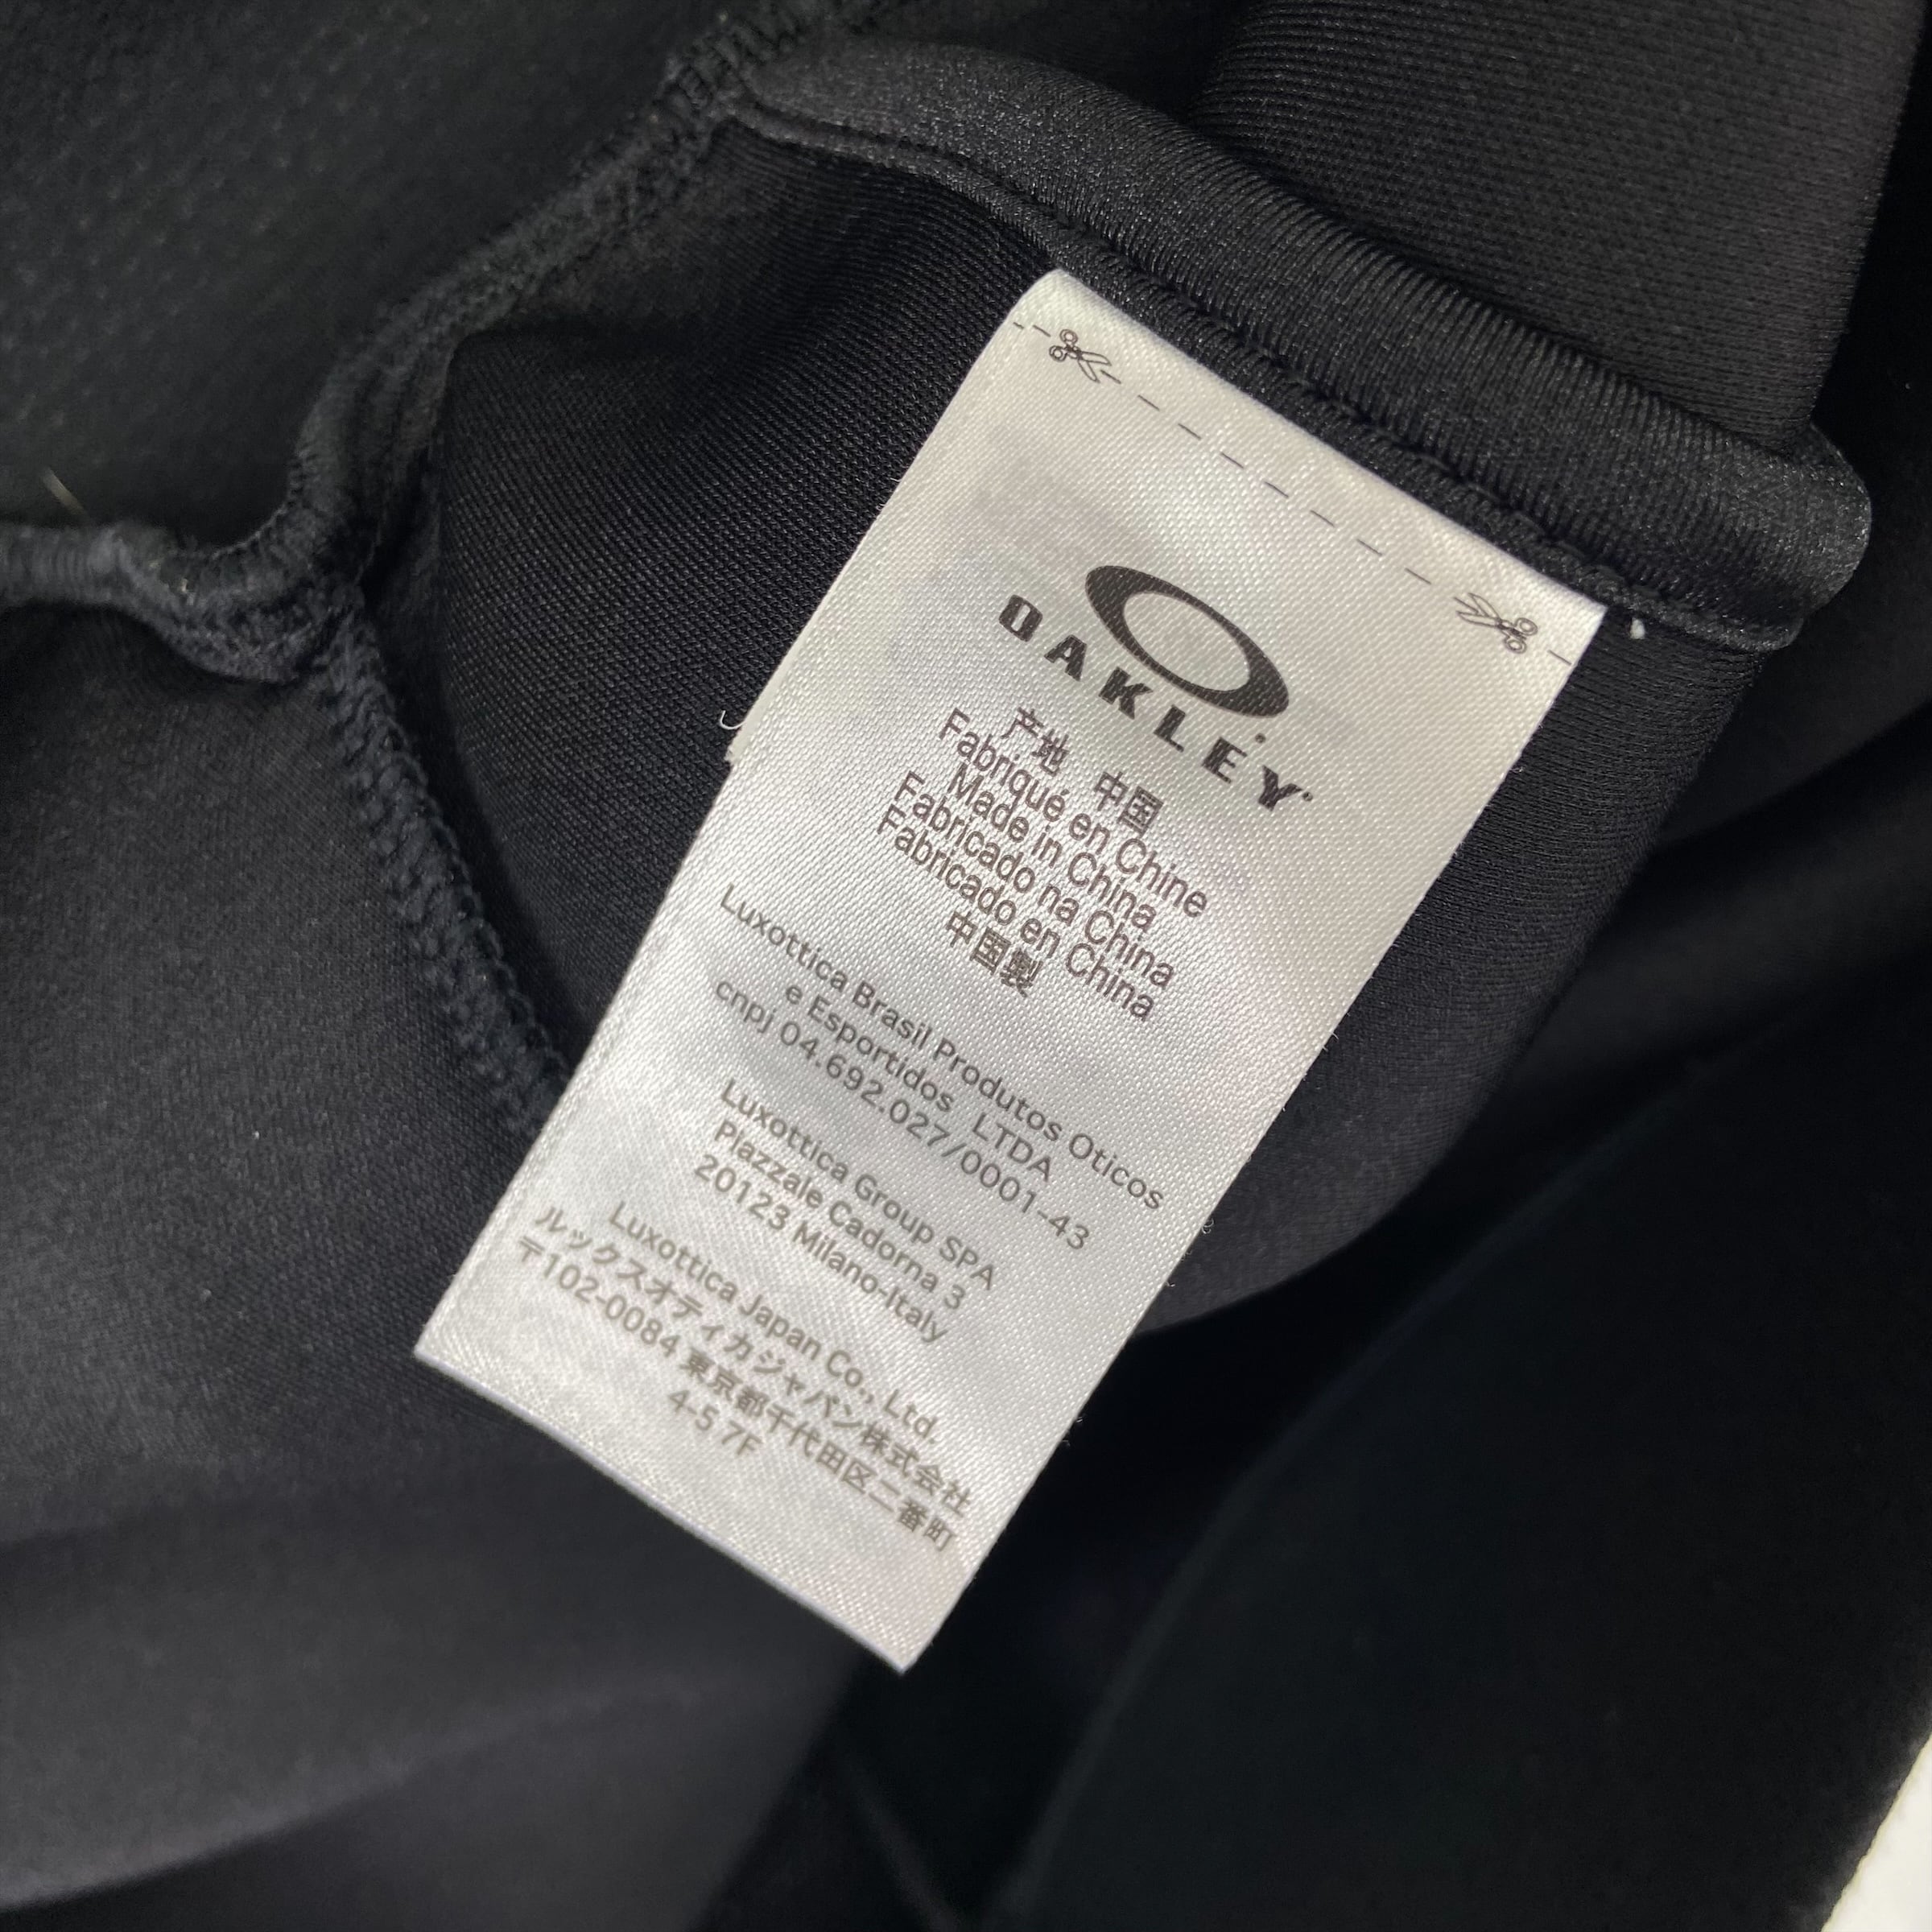 OAKLEY
产地 中国
Fabriqué en Chine
Made in China
Fabricado na China
Fabricado en China
中国製
Luxottica Brasil Produtos Oticos
e Esportidos LTDA
cnpj 04.692.027/0001-43
Luxottica Group SPA
Piazzale Cadorna 3
20123 Milano-Italy
Luxottica Japan Co., Ltd.
ルックスオティカジャパン株式会社
〒102-0084 東京都千代田区二番町
4-5 7F